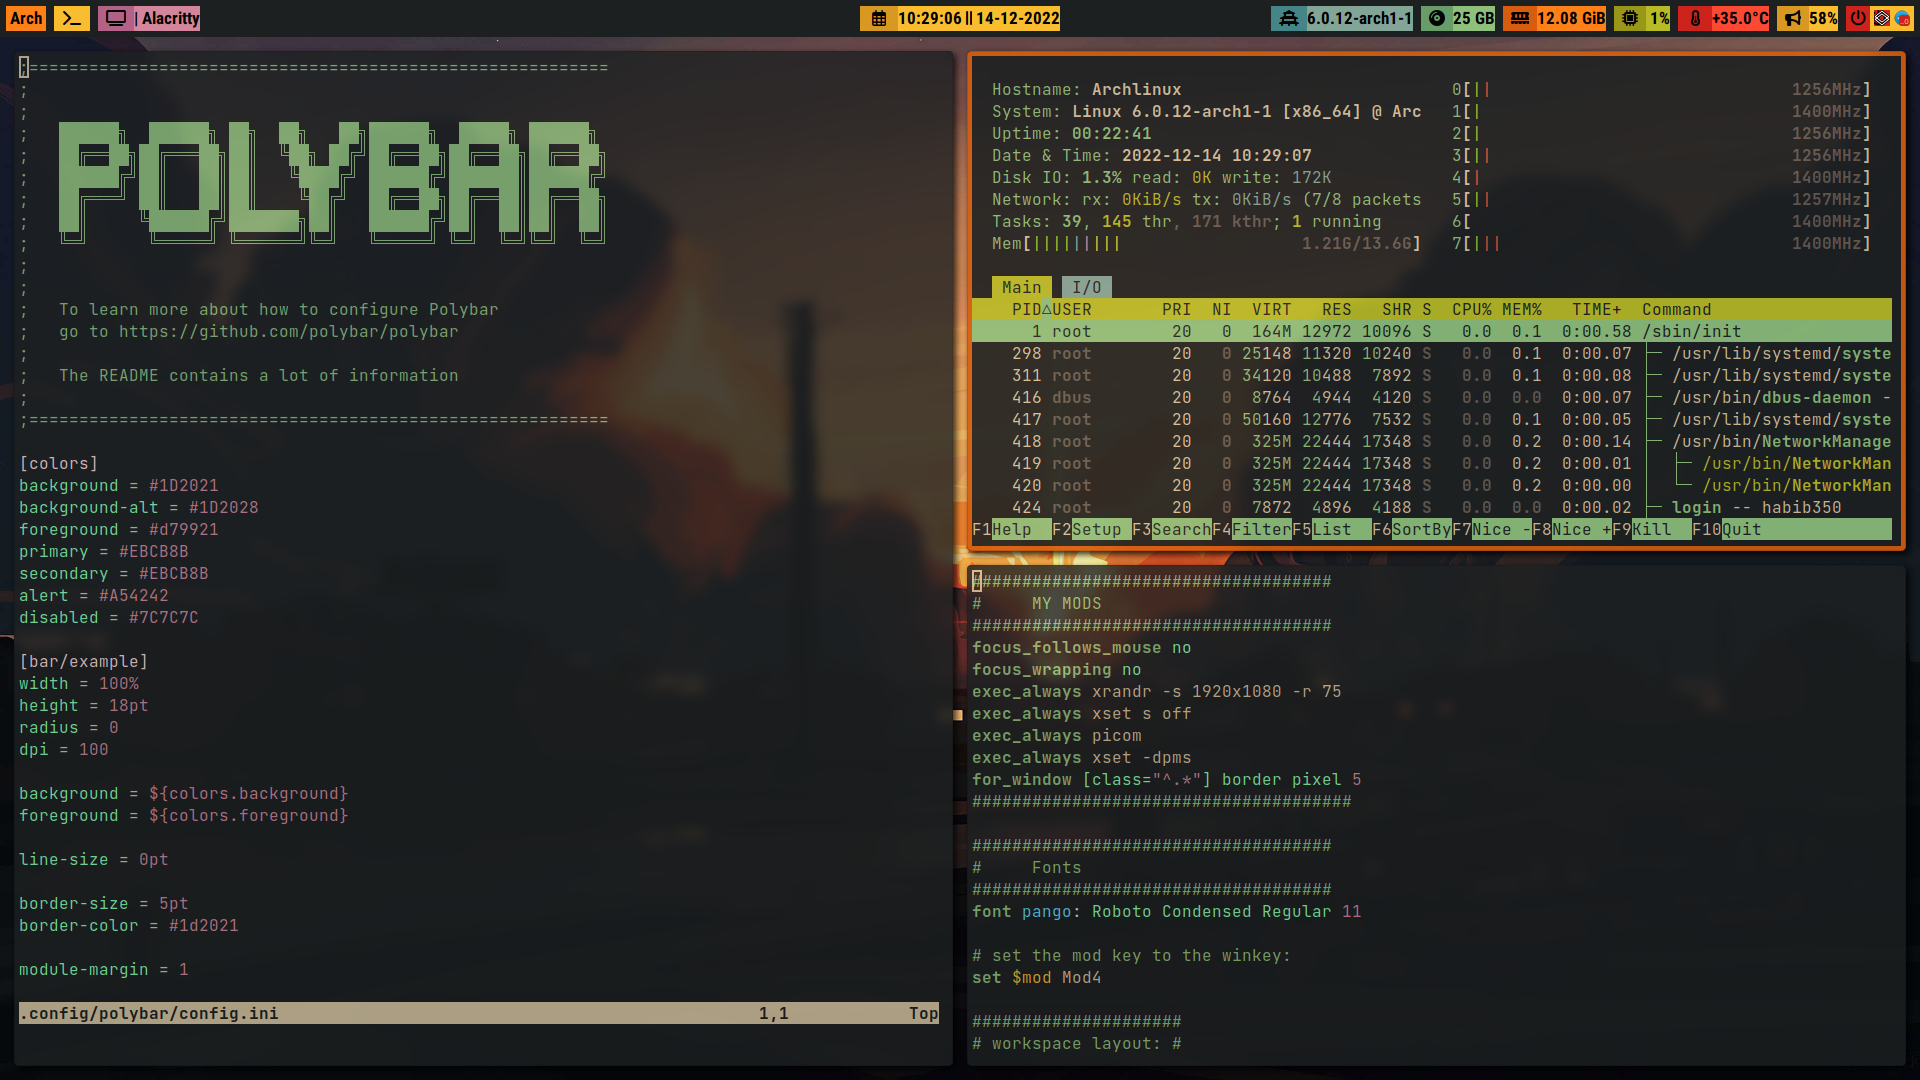 Arch
| Alacritty
10:29:06 || 14-12-2022
6.0.12-arch1-1
25 GB
12.08 GiB
1%
+35.0°C
58%
;==========================================================
;
;
; POLYBAR
;
;
;
;
;
;
;
; To learn more about how to configure Polybar
; go to https://github.com/polybar/polybar
;
; The README contains a lot of information
;
;==========================================================
[colors]
background = #1D2021
background-alt = #1D2028
foreground = #d79921
primary = #EBCB8B
secondary = #EBCB8B
alert = #A54242
disabled = #7C7C7C
[bar/example]
width = 100%
height = 18pt
radius = 0
dpi = 100
background = ${colors.background}
foreground = ${colors.foreground}
line-size = 0pt
border-size = 5pt
border-color = #1d2021
module-margin = 1
.config/polybar/config.ini 1,1 Top
Hostname: Archlinux 0[|| 1256MHz]
System: Linux 6.0.12-arch1-1 [x86_64] @ Arc 1[| 1400MHz]
Uptime: 00:22:41 2[| 1256MHz]
Date & Time: 2022-12-14 10:29:07 3[|| 1256MHz]
Disk IO: 1.3% read: 0K write: 172K 4[| 1400MHz]
Network: rx: 0KiB/s tx: 0KiB/s (7/8 packets 5[|| 1257MHz]
Tasks: 39, 145 thr, 171 kthr; 1 running 6[ 1400MHz]
Mem[||||||||| 1.21G/13.6G] 7[||| 1400MHz]
Main I/O
PID△USER PRI NI VIRT RES SHR S CPU% MEM% TIME+ Command
1 root 20 0 164M 12972 10096 S 0.0 0.1 0:00.58 /sbin/init
298 root 20 0 25148 11320 10240 S 0.0 0.1 0:00.07 ├─ /usr/lib/systemd/syste
311 root 20 0 34120 10488 7892 S 0.0 0.1 0:00.08 ├─ /usr/lib/systemd/syste
416 dbus 20 0 8764 4944 4120 S 0.0 0.0 0:00.07 ├─ /usr/bin/dbus-daemon -
417 root 20 0 50160 12776 7532 S 0.0 0.1 0:00.05 ├─ /usr/lib/systemd/syste
418 root 20 0 325M 22444 17348 S 0.0 0.2 0:00.14 ├─ /usr/bin/NetworkManage
419 root 20 0 325M 22444 17348 S 0.0 0.2 0:00.01 │ ├─ /usr/bin/NetworkMan
420 root 20 0 325M 22444 17348 S 0.0 0.2 0:00.00 │ └─ /usr/bin/NetworkMan
424 root 20 0 7872 4896 4188 S 0.0 0.0 0:00.02 ├─ login -- habib350
F1Help F2Setup F3SearchF4FilterF5List F6SortByF7Nice -F8Nice +F9Kill F10Quit
####################################
# MY MODS
####################################
focus_follows_mouse no
focus_wrapping no
exec_always xrandr -s 1920x1080 -r 75
exec_always xset s off
exec_always picom
exec_always xset -dpms
for_window [class="^.*"] border pixel 5
######################################
####################################
# Fonts
####################################
font pango: Roboto Condensed Regular 11
# set the mod key to the winkey:
set $mod Mod4
#####################
# workspace layout: #